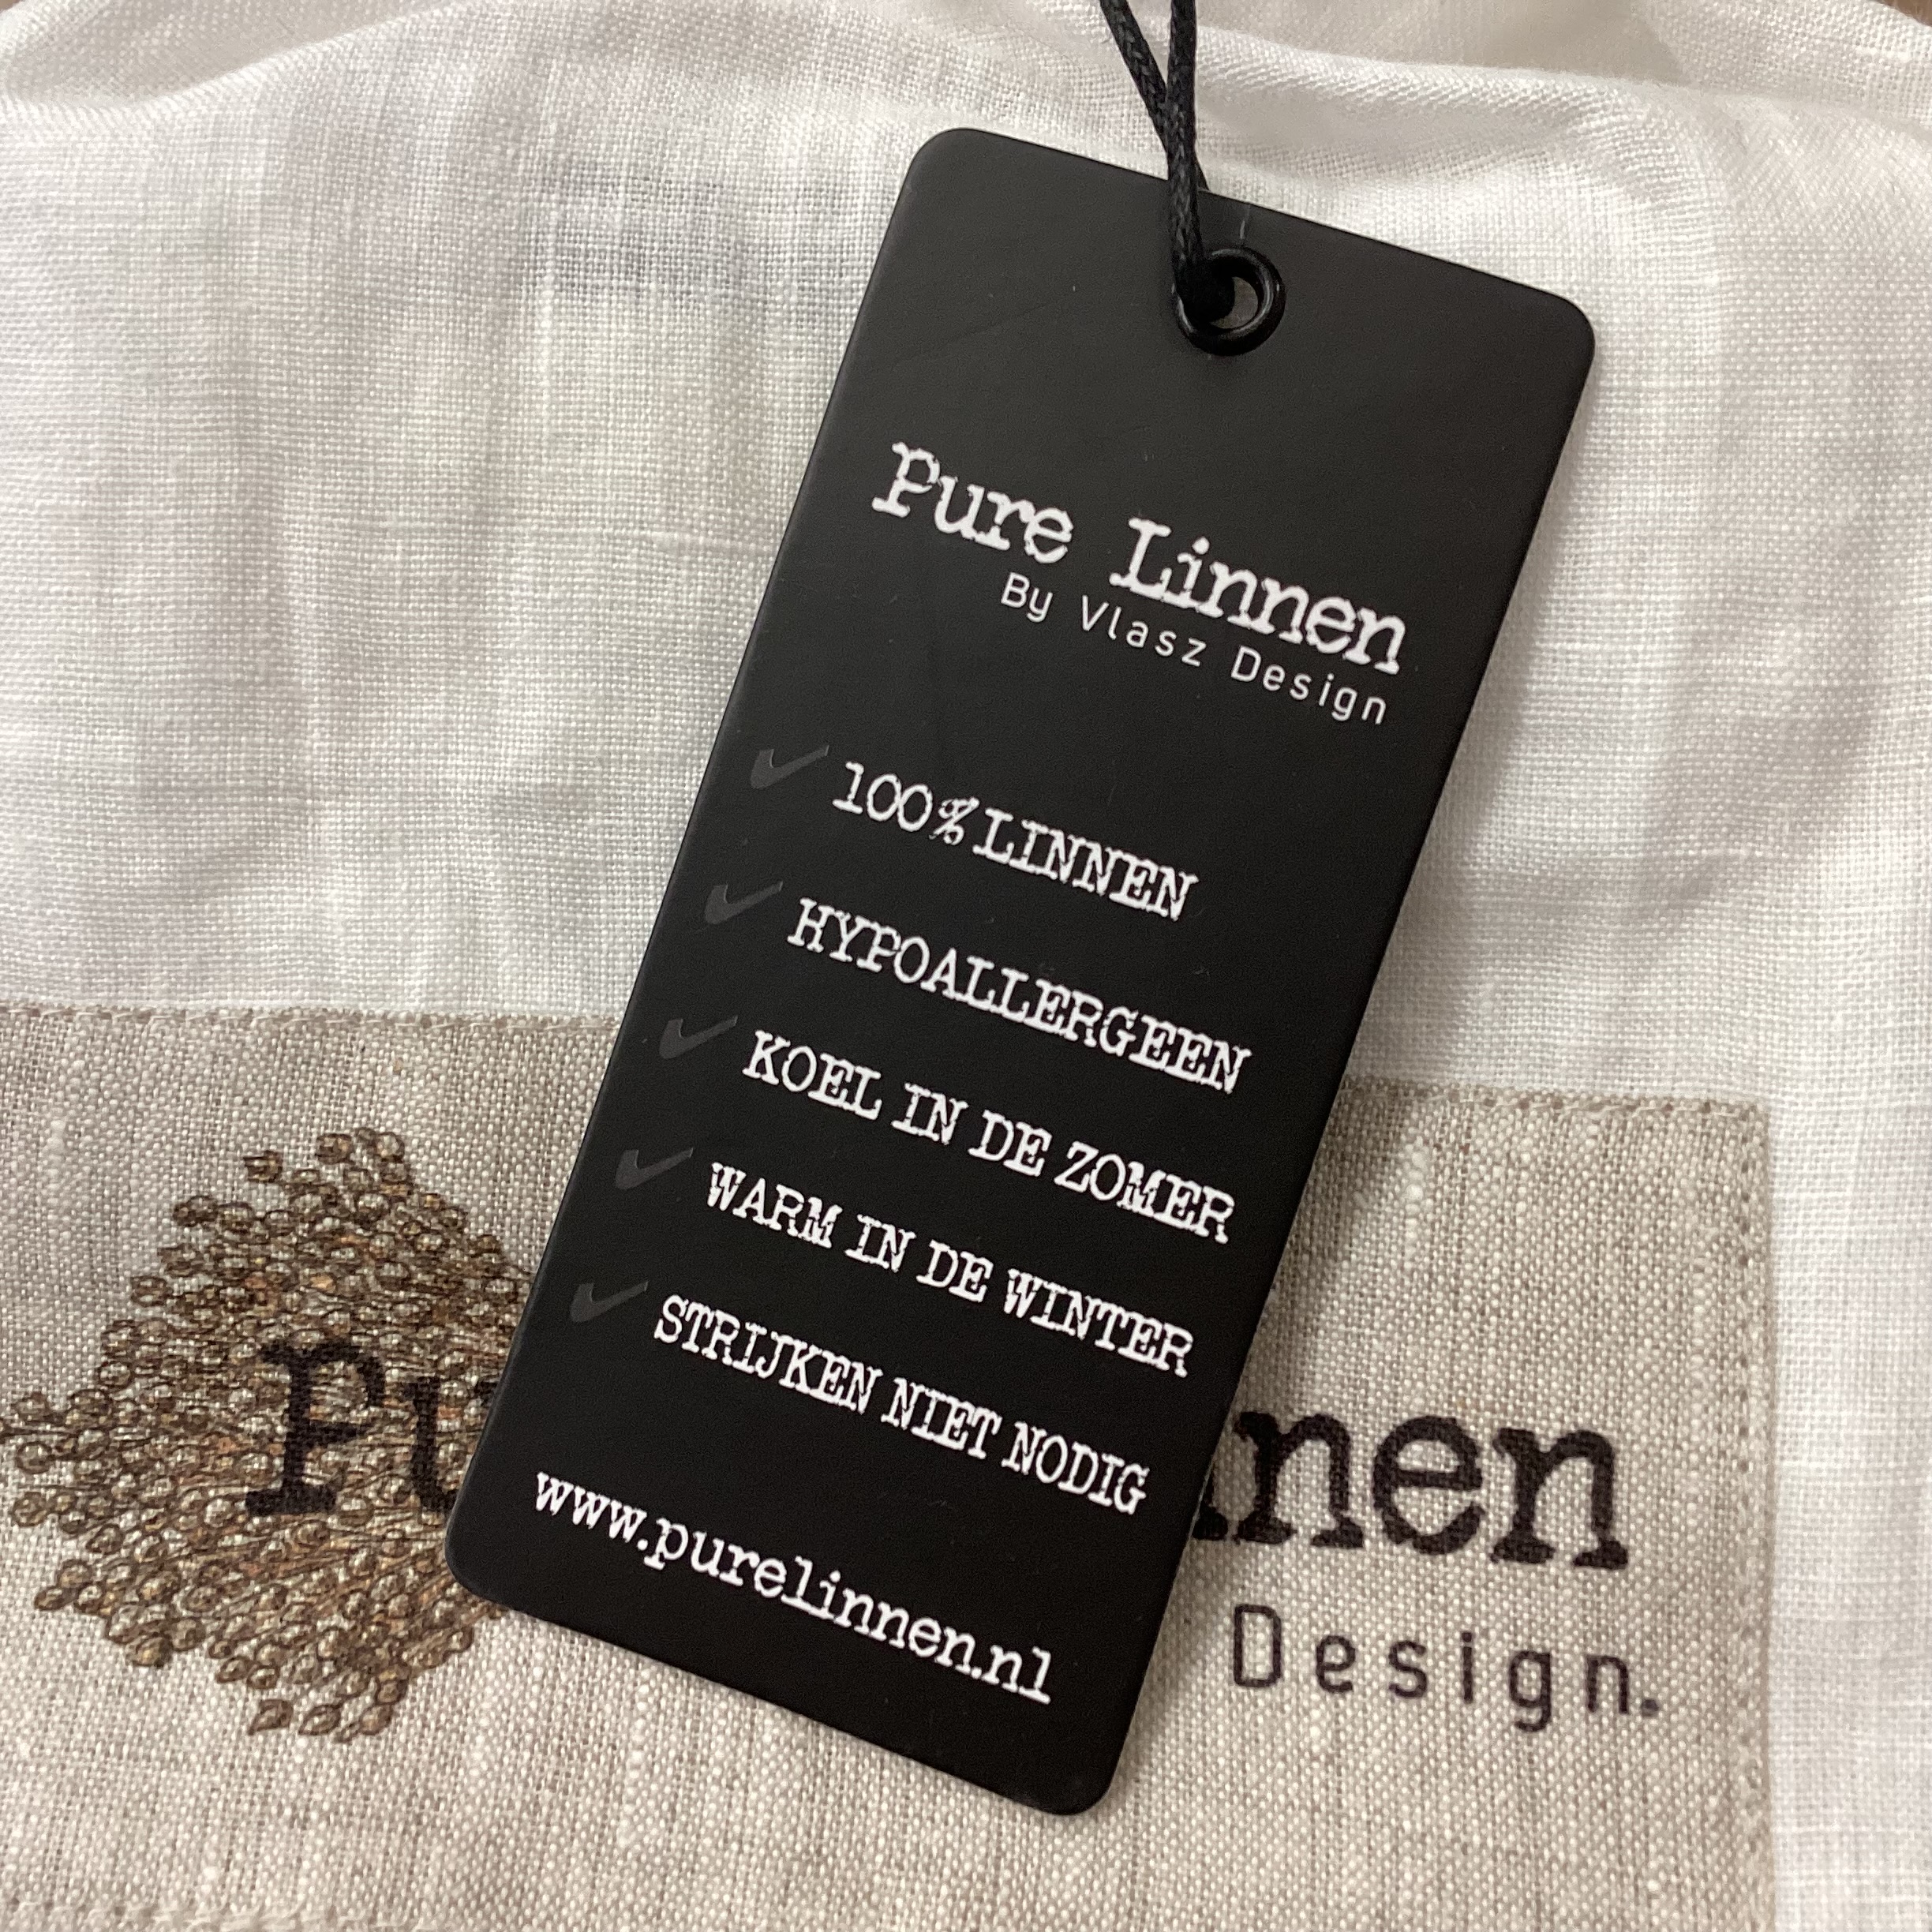 Pure Linnen
By Vlasz Design
100% LINNEN
HYPOALLERGEEN
KOEL IN DE ZOMER
WARM IN DE WINTER
STRIJKEN NIET NODIG
www.purelinnen.nl
Design.